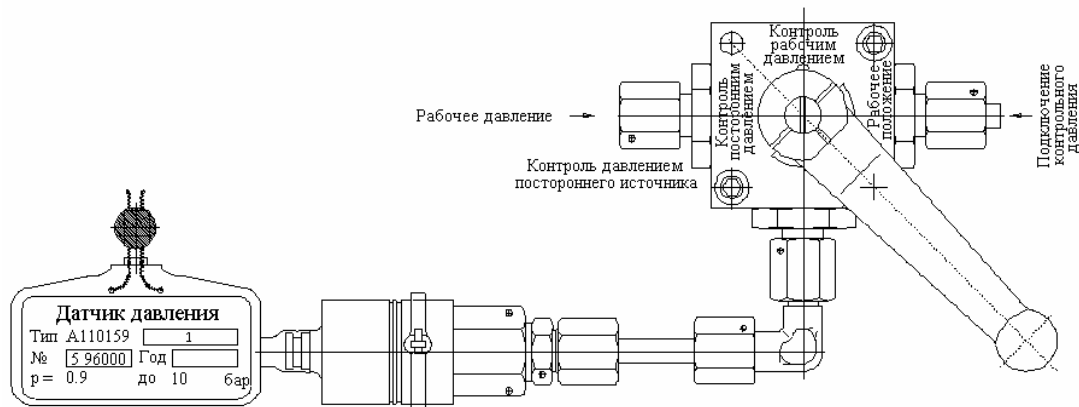 Контроль
рабочим
давлением
Контроль
посторонним
давлением
Рабочее
положение
Рабочее давление
Подключение
контрольного
давления
Контроль давлением
постороннего источника
Датчик давления
Тип А110159 1
№ 5 96000 Год
р = 0.9 до 10 бар